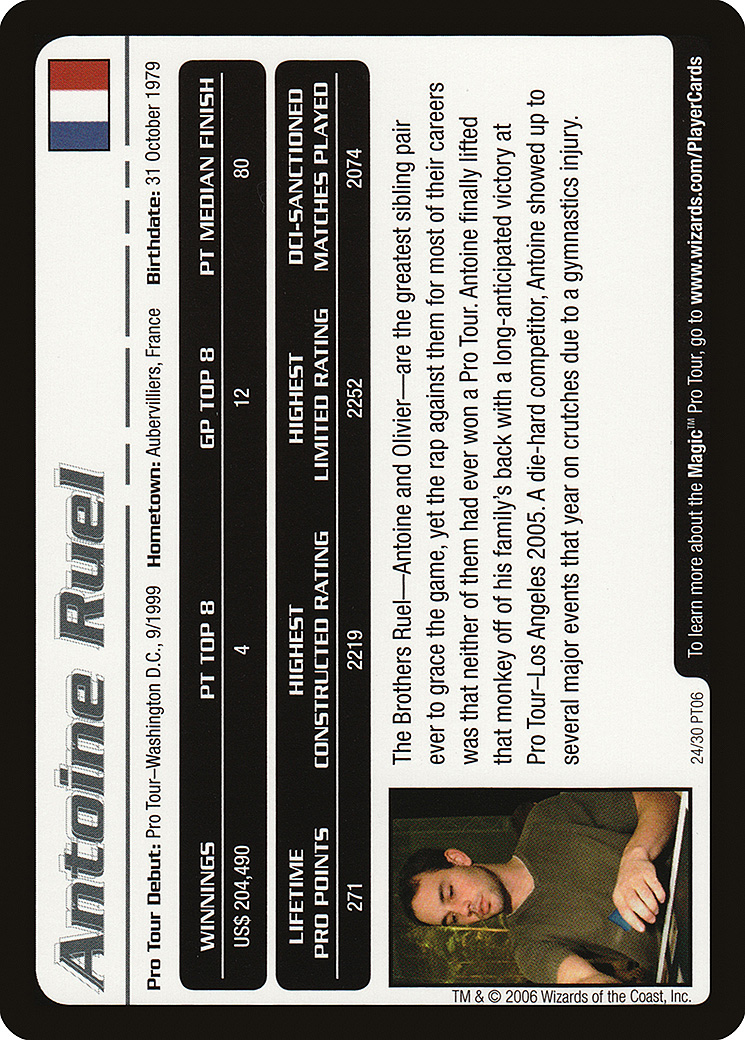 Antoine Ruel
Pro Tour Debut: Pro Tour–Washington D.C., 9/1999 Hometown: Aubervilliers, France Birthdate: 31 October 1979
WINNINGS PT TOP 8 GP TOP 8 PT MEDIAN FINISH
US$ 204,490 4 12 80
LIFETIME HIGHEST HIGHEST DCI-SANCTIONED
PRO POINTS CONSTRUCTED RATING LIMITED RATING MATCHES PLAYED
271 2219 2252 2074
The Brothers Ruel—Antoine and Olivier—are the greatest sibling pair
ever to grace the game, yet the rap against them for most of their careers
was that neither of them had ever won a Pro Tour. Antoine finally lifted
that monkey off of his family's back with a long-anticipated victory at
Pro Tour–Los Angeles 2005. A die-hard competitor, Antoine showed up to
several major events that year on crutches due to a gymnastics injury.
TM & © 2006 Wizards of the Coast, Inc.
24/30 PT06
To learn more about the Magic™ Pro Tour, go to www.wizards.com/PlayerCards